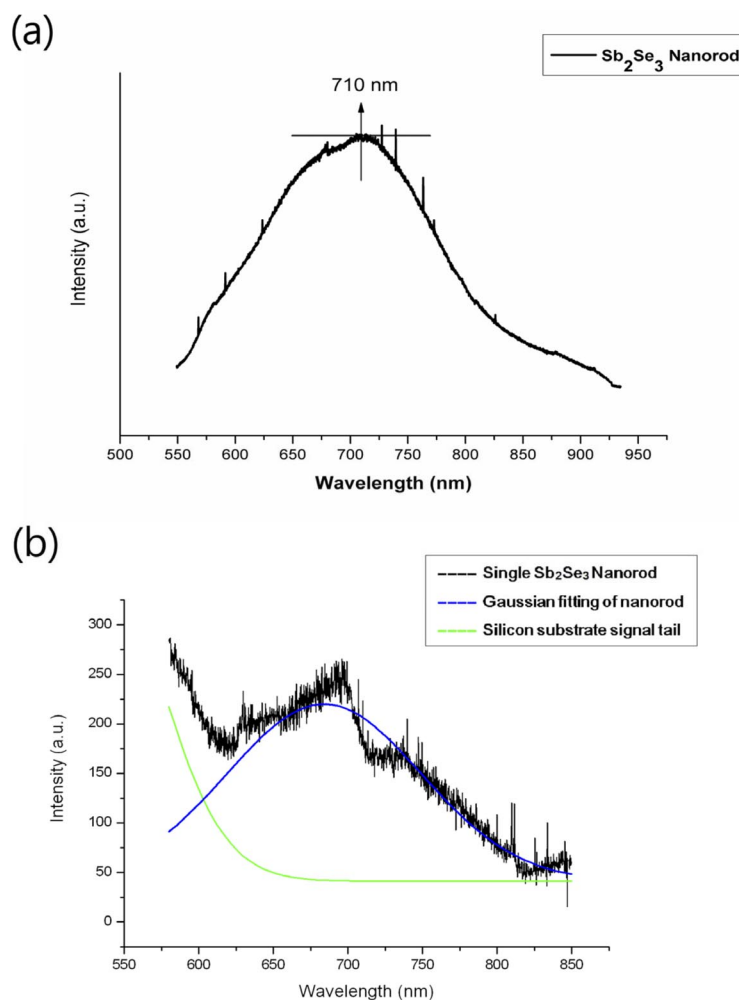 (a)
Sb₂Se₃ Nanorod
710 nm
Intensity (a.u.)
500 550 600 650 700 750 800 850 900 950
Wavelength (nm)
(b)
Single Sb₂Se₃ Nanorod
Gaussian fitting of nanorod
Silicon substrate signal tail
300
250
200
150
100
50
0
Intensity (a.u.)
550 600 650 700 750 800 850
Wavelength (nm)